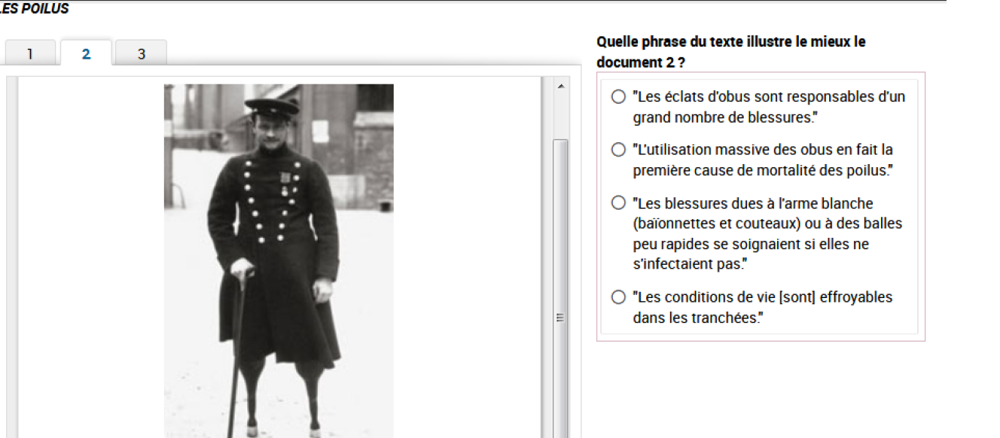 LES POILUS
1 2 3
Quelle phrase du texte illustre le mieux le
document 2 ?
"Les éclats d'obus sont responsables d'un
grand nombre de blessures."
"L'utilisation massive des obus en fait la
première cause de mortalité des poilus."
"Les blessures dues à l'arme blanche
(baïonnettes et couteaux) ou à des balles
peu rapides se soignaient si elles ne
s'infectaient pas."
"Les conditions de vie [sont] effroyables
dans les tranchées."